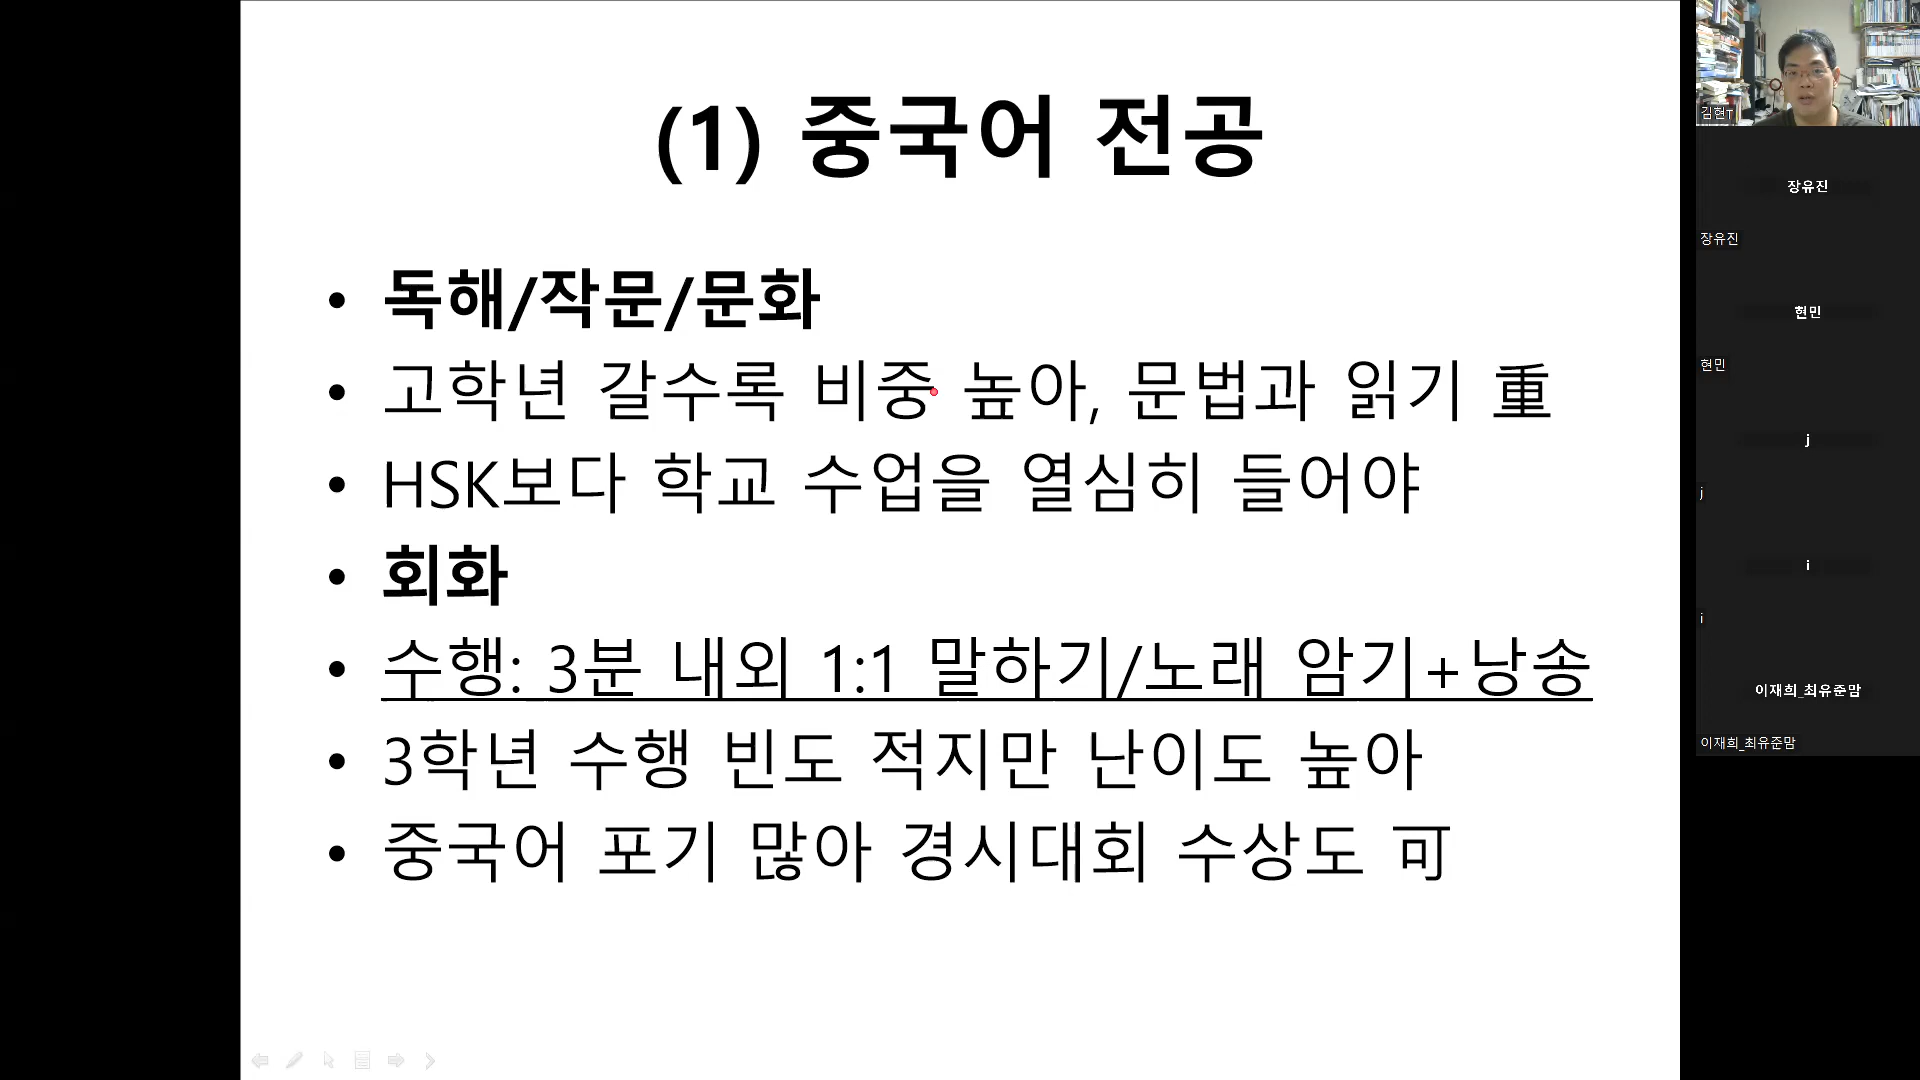 (1) 중국어 전공
• 독해/작문/문화
• 고학년 갈수록 비중 높아, 문법과 읽기 重
• HSK보다 학교 수업을 열심히 들어야
• 회화
• 수행: 3분 내외 1:1 말하기/노래 암기+낭송
• 3학년 수행 빈도 적지만 난이도 높아
• 중국어 포기 많아 경시대회 수상도 可
김현T
장유진
장유진
현민
현민
j
j
i
i
이재희_최유준맘
이재희_최유준맘